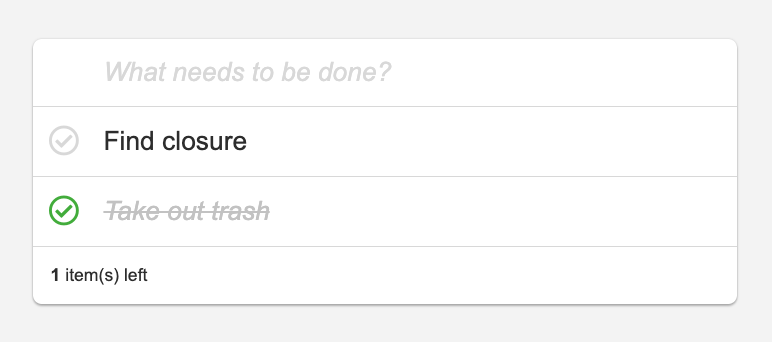 What needs to be done?
Find closure
Take out trash
1 item(s) left